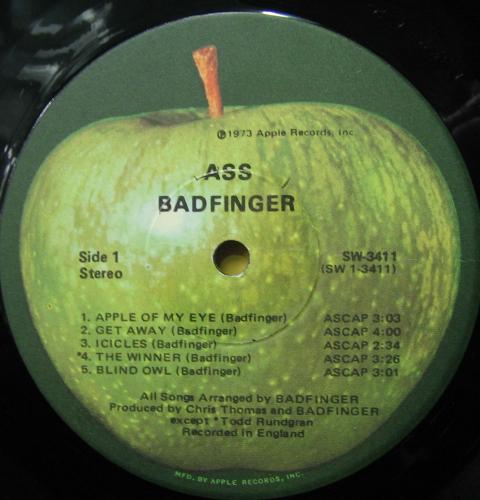 ℗1973 Apple Records, Inc.
ASS
BADFINGER
Side 1
Stereo
SW-3411
(SW 1-3411)
1. APPLE OF MY EYE (Badfinger) ASCAP 3:03
2. GET AWAY (Badfinger) ASCAP 4:00
3. ICICLES (Badfinger) ASCAP 2:34
*4. THE WINNER (Badfinger) ASCAP 3:26
5. BLIND OWL (Badfinger) ASCAP 3:01
All Songs Arranged by BADFINGER
Produced by Chris Thomas and BADFINGER
except *Todd Rundgran
Recorded in England
MFD. BY APPLE RECORDS, INC.